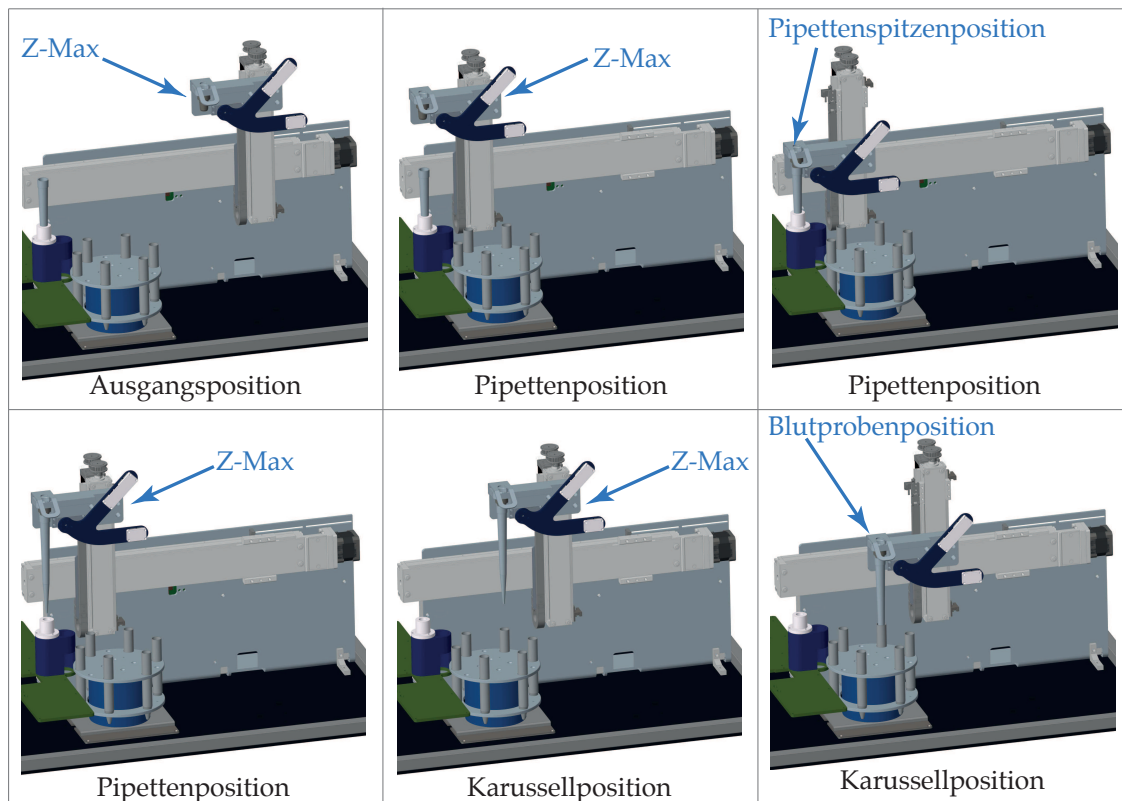 Z-Max
Ausgangsposition
Z-Max
Pipettenposition
Pipettenspitzenposition
Pipettenposition
Z-Max
Pipettenposition
Z-Max
Karussellposition
Blutprobenposition
Karussellposition